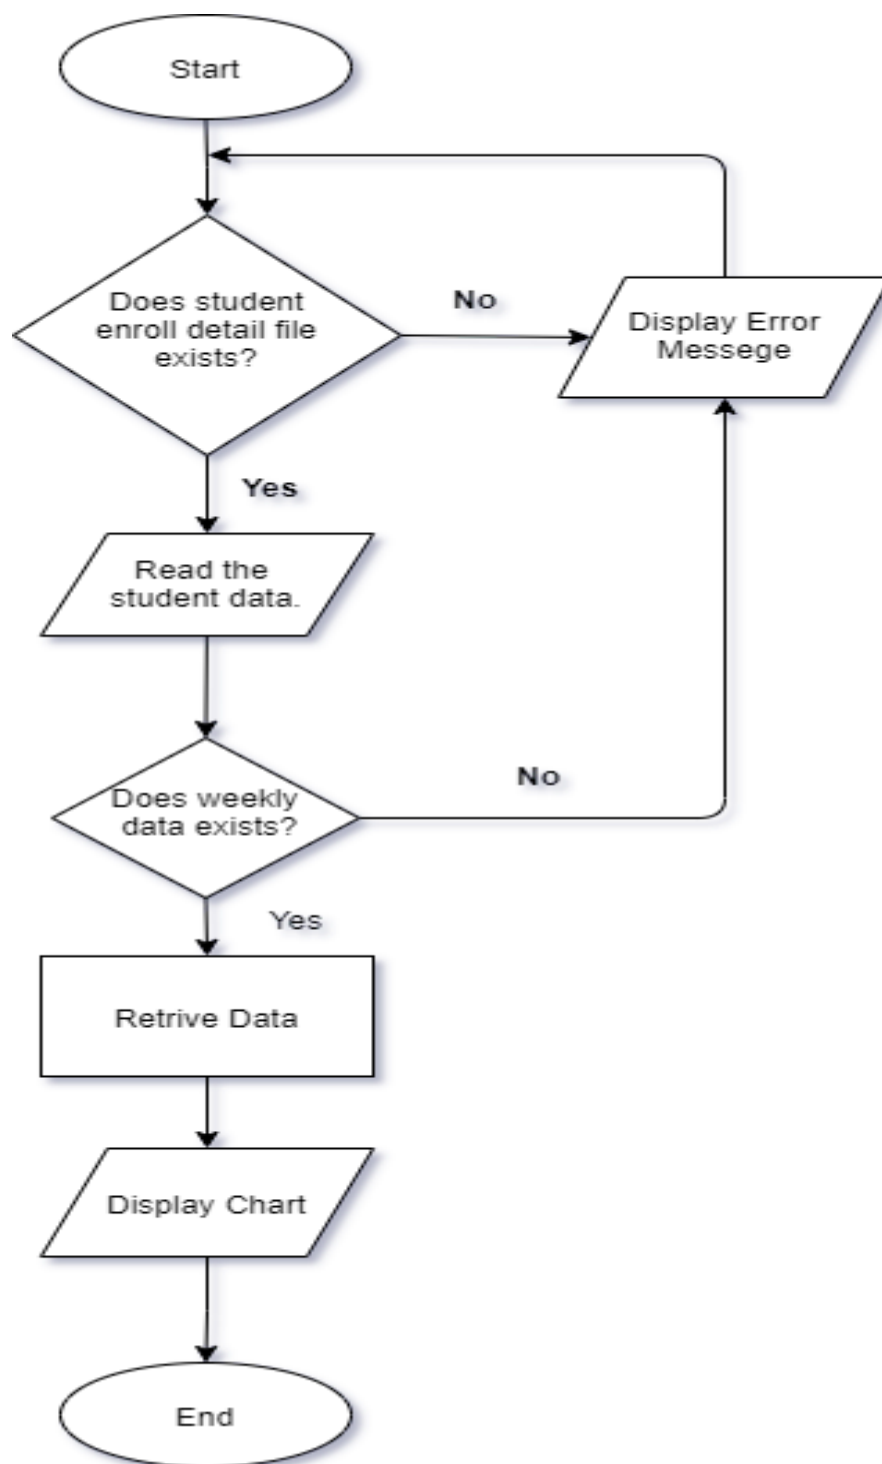 Start
Does student
enroll detail file
exists?
No
Display Error
Messege
Yes
Read the
student data.
Does weekly
data exists?
No
Yes
Retrive Data
Display Chart
End